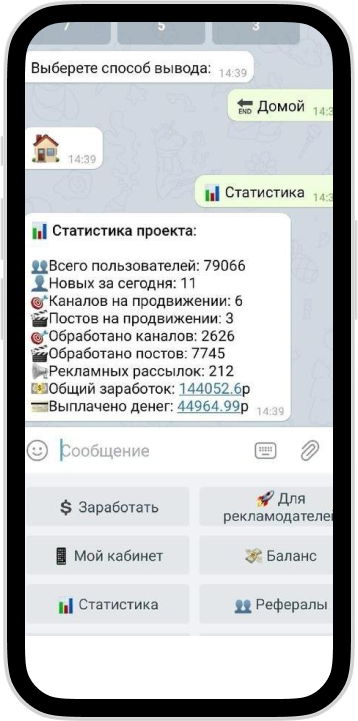 5
3
Выберете способ вывода: 14:39
END Домой 14:3
14:39
Статистика 14:3
Статистика проекта:
Всего пользователей: 79066
Новых за сегодня: 11
Каналов на продвижении: 6
Постов на продвижении: 3
Обработано каналов: 2626
Обработано постов: 7745
Рекламных рассылок: 212
Общий заработок: 144052.6р
Выплачено денег: 44964.99р 14:39
Сообщение
$ Заработать
Для
рекламодателе
Мой кабинет
Баланс
Статистика
Рефералы